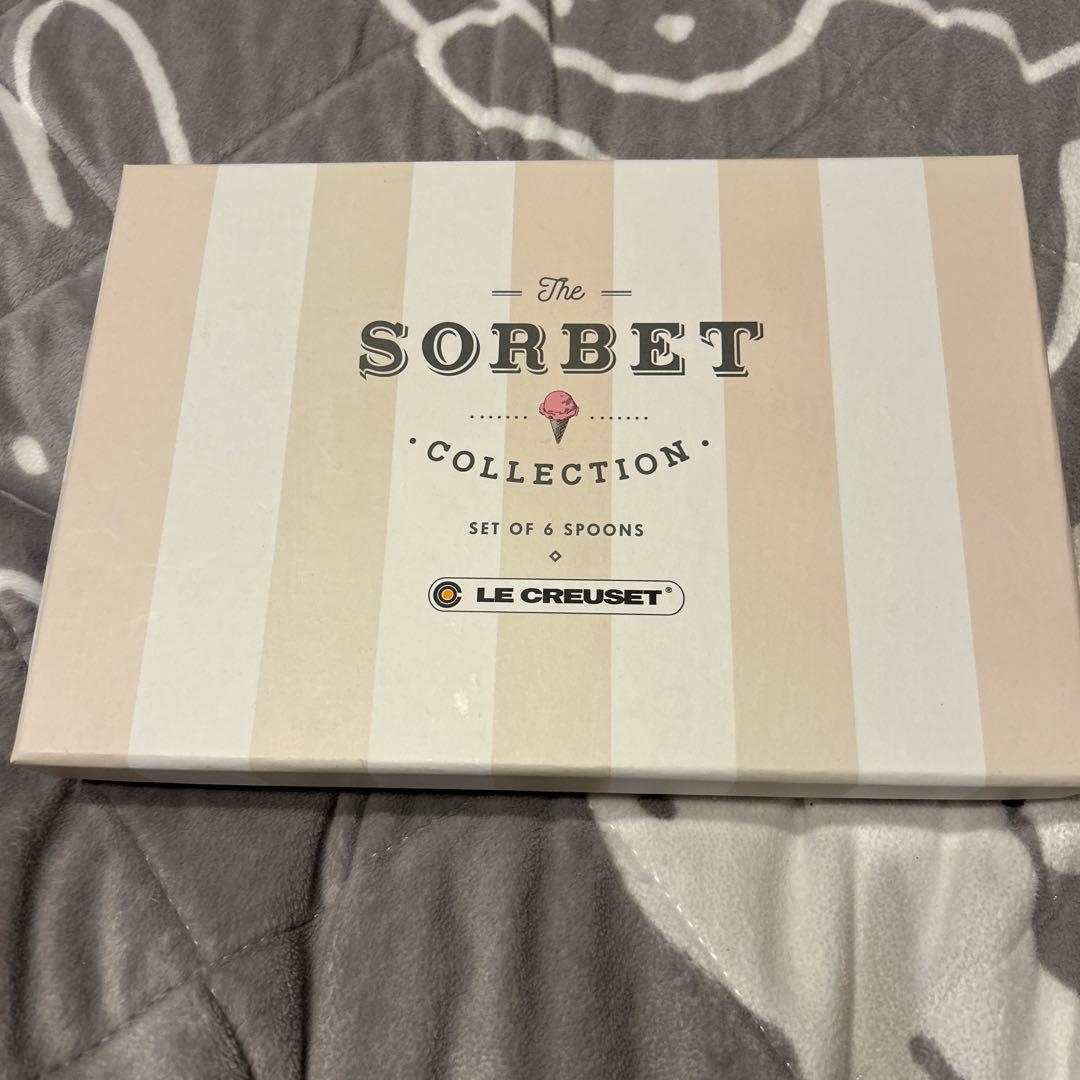 The
SORBET
COLLECTION
SET OF 6 SPOONS
LE CREUSET®